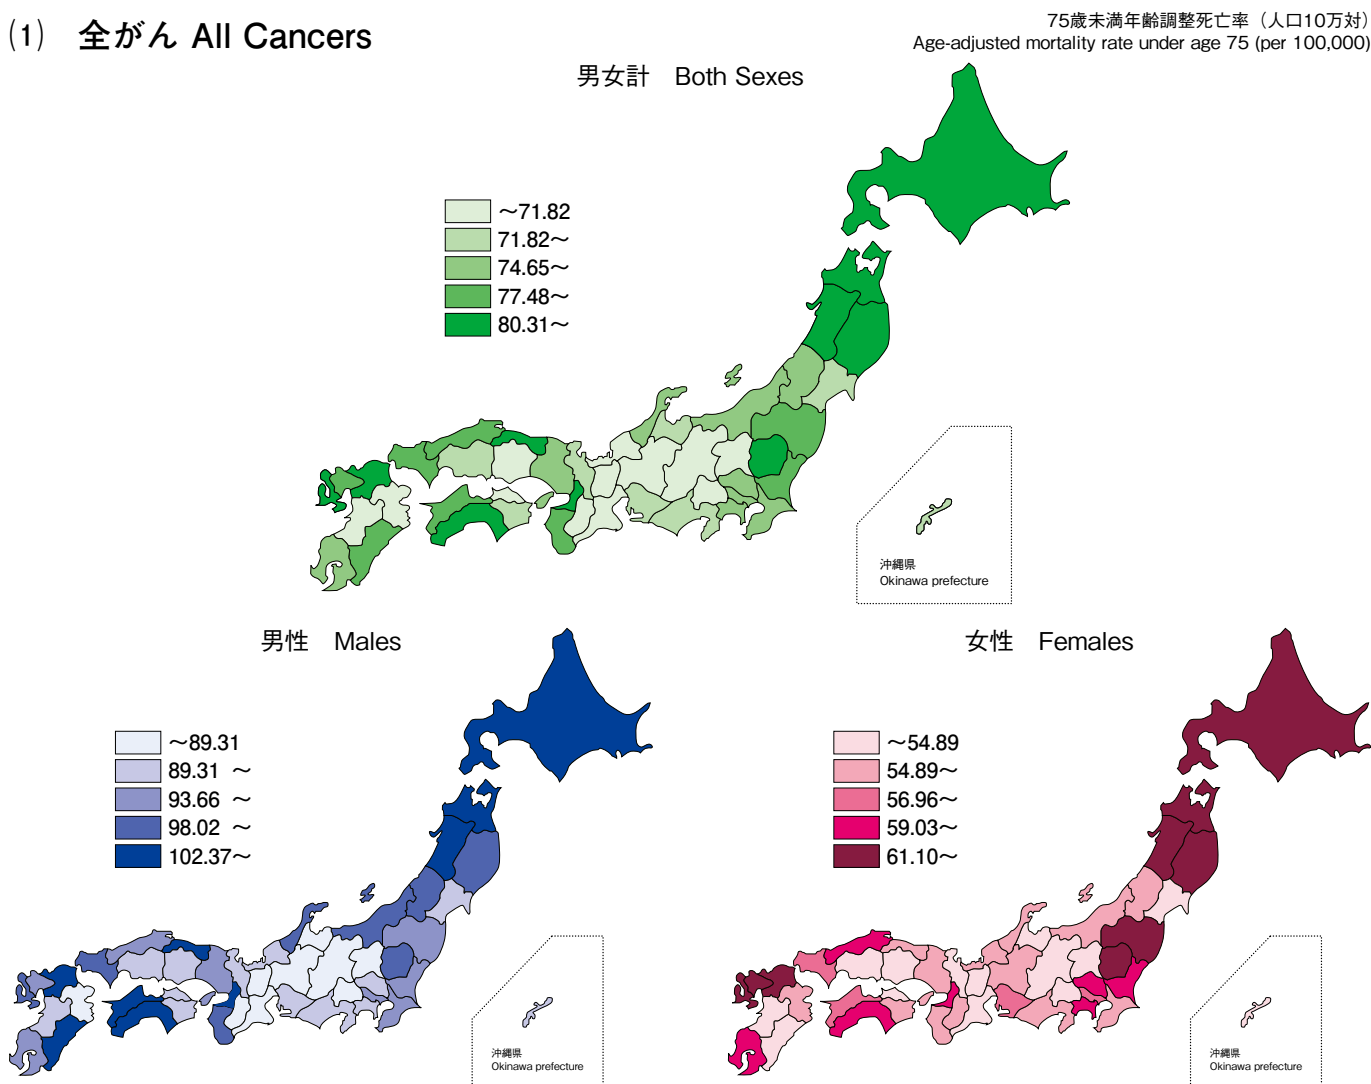 (1) 全がん All Cancers
75歳未満年齢調整死亡率（人口10万対）
Age-adjusted mortality rate under age 75 (per 100,000)
男女計 Both Sexes
～71.82
71.82～
74.65～
77.48～
80.31～
沖縄県
Okinawa prefecture
男性 Males
～89.31
89.31 ～
93.66 ～
98.02 ～
102.37～
沖縄県
Okinawa prefecture
女性 Females
～54.89
54.89～
56.96～
59.03～
61.10～
沖縄県
Okinawa prefecture